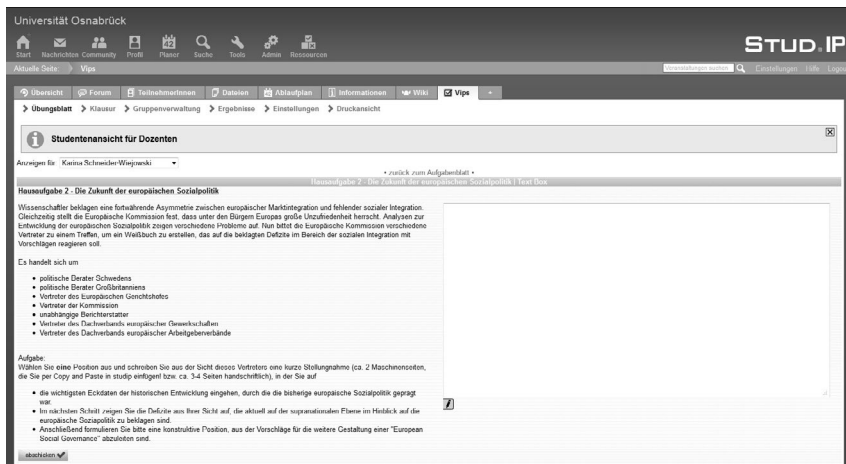 Universität Osnabrück
Start Nachrichten Community Profil Planer Suche Tools Admin Ressourcen
STUD.IP
Aktuelle Seite: Vips
Veranstaltungen suchen Einstellungen Hilfe Logout
Übersicht Forum TeilnehmerInnen Dateien Ablaufplan Informationen Wiki Vips +
Übungsblatt Klausur Gruppenverwaltung Ergebnisse Einstellungen Druckansicht
Studentenansicht für Dozenten
Anzeigen für Karina Schneider-Wiejowski
• zurück zum Aufgabenblatt •
Hausaufgabe 2 - Die Zukunft der europäischen Sozialpolitik | Text Box
Hausaufgabe 2 - Die Zukunft der europäischen Sozialpolitik
Wissenschaftler beklagen eine fortwährende Asymmetrie zwischen europäischer Marktintegration und fehlender sozialer Integration.
Gleichzeitig stellt die Europäische Kommission fest, dass unter den Bürgern Europas große Unzufriedenheit herrscht. Analysen zur
Entwicklung der europäischen Sozialpolitik zeigen verschiedene Probleme auf. Nun bittet die Europäische Kommission verschiedene
Vertreter zu einem Treffen, um ein Weißbuch zu erstellen, das auf die beklagten Defizite im Bereich der sozialen Integration mit
Vorschlägen reagieren soll.
Es handelt sich um
• politische Berater Schwedens
• politische Berater Großbritanniens
• Vertreter des Europäischen Gerichtshofes
• Vertreter der Kommission
• unabhängige Berichterstatter
• Vertreter des Dachverbands europäischer Gewerkschaften
• Vertreter des Dachverbands europäischer Arbeitgeberverbände
Aufgabe:
Wählen Sie eine Position aus und schreiben Sie aus der Sicht dieses Vertreters eine kurze Stellungnahme (ca. 2 Maschinenseiten,
die Sie per Copy and Paste in studip einfügen! bzw. ca. 3-4 Seiten handschriftlich), in der Sie auf
• die wichtigsten Eckdaten der historischen Entwicklung eingehen, durch die die bisherige europäische Sozialpolitik geprägt
war.
• Im nächsten Schritt zeigen Sie die Defizite aus Ihrer Sicht auf, die aktuell auf der supranationalen Ebene im Hinblick auf die
europäische Soziapolitik zu beklagen sind.
• Anschließend formulieren Sie bitte eine konstruktive Position, aus der Vorschläge für die weitere Gestaltung einer "European
Social Governance" abzuleiten sind.
abschicken